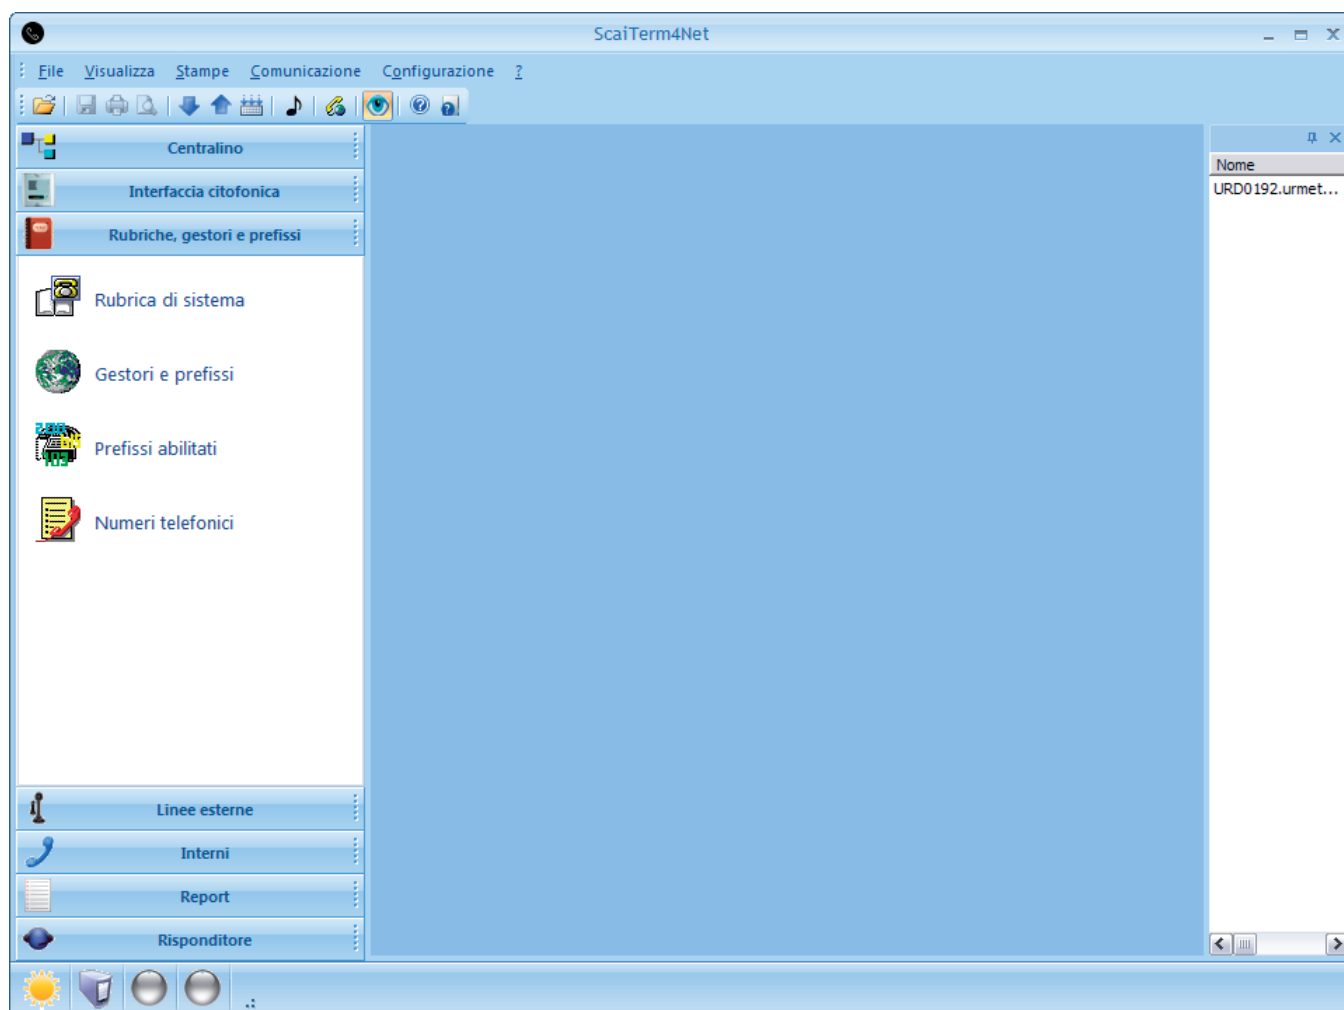 ScaiTerm4Net
File Visualizza Stampe Comunicazione Configurazione ?
Centralino
Nome
Interfaccia citofonica
URD0192.urmet...
Rubriche, gestori e prefissi
Rubrica di sistema
Gestori e prefissi
Prefissi abilitati
Numeri telefonici
Linee esterne
Interni
Report
Risponditore